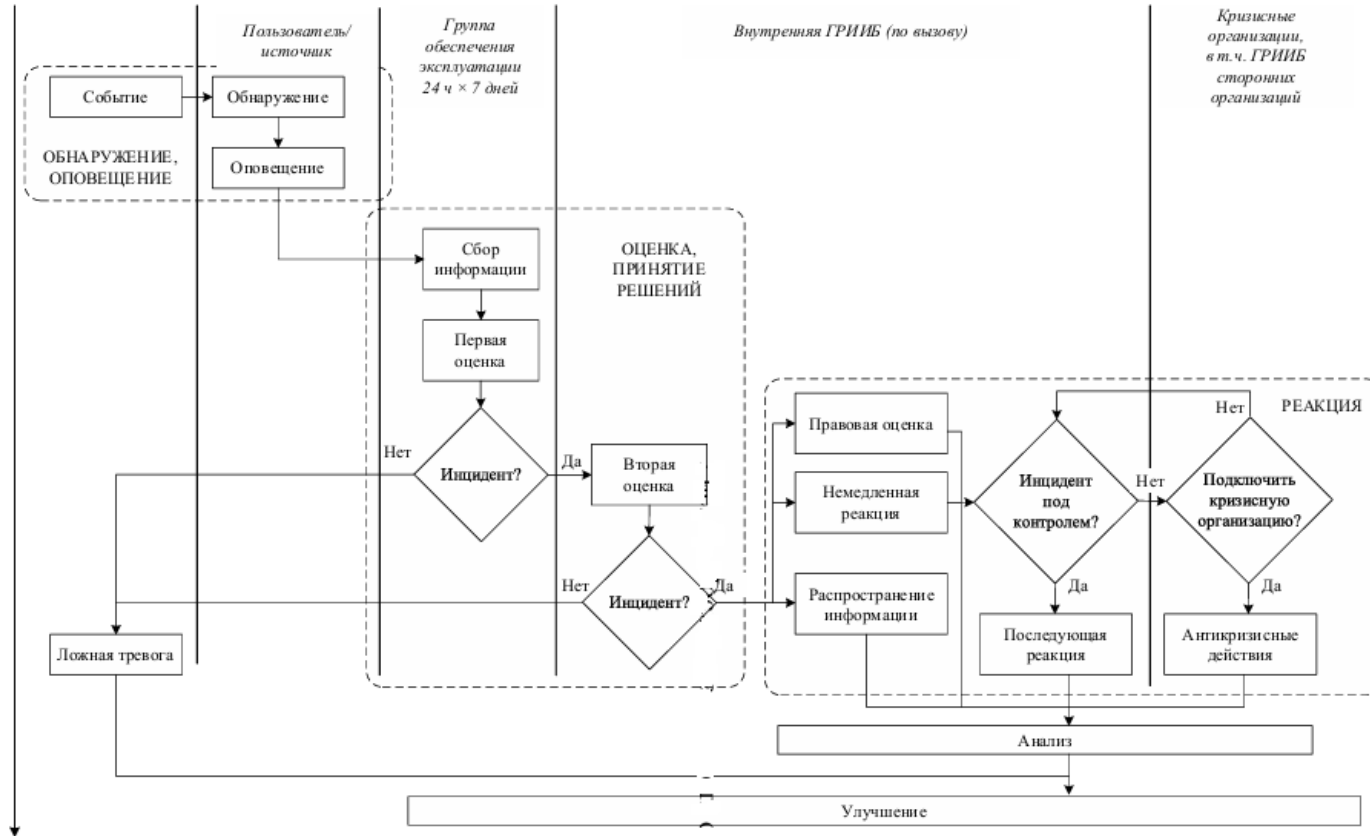 Пользователь/
источник
Группа
обеспечения
эксплуатации
24 ч × 7 дней
Внутренняя ГРИИБ (по вызову)
Кризисные
организации,
в т.ч. ГРИИБ
сторонних
организаций
Событие
Обнаружение
ОБНАРУЖЕНИЕ,
ОПОВЕЩЕНИЕ
Оповещение
Сбор
информации
ОЦЕНКА,
ПРИНЯТИЕ
РЕШЕНИЙ
Первая
оценка
Нет
Инцидент?
Да
Вторая
оценка
Нет
Инцидент?
Да
РЕАКЦИЯ
Правовая оценка
Немедленная
реакция
Распространение
информации
Инцидент
под
контролем?
Нет
Нет
Подключить
кризисную
организацию?
Да
Да
Последующая
реакция
Антикризисные
действия
Ложная тревога
Анализ
Улучшение